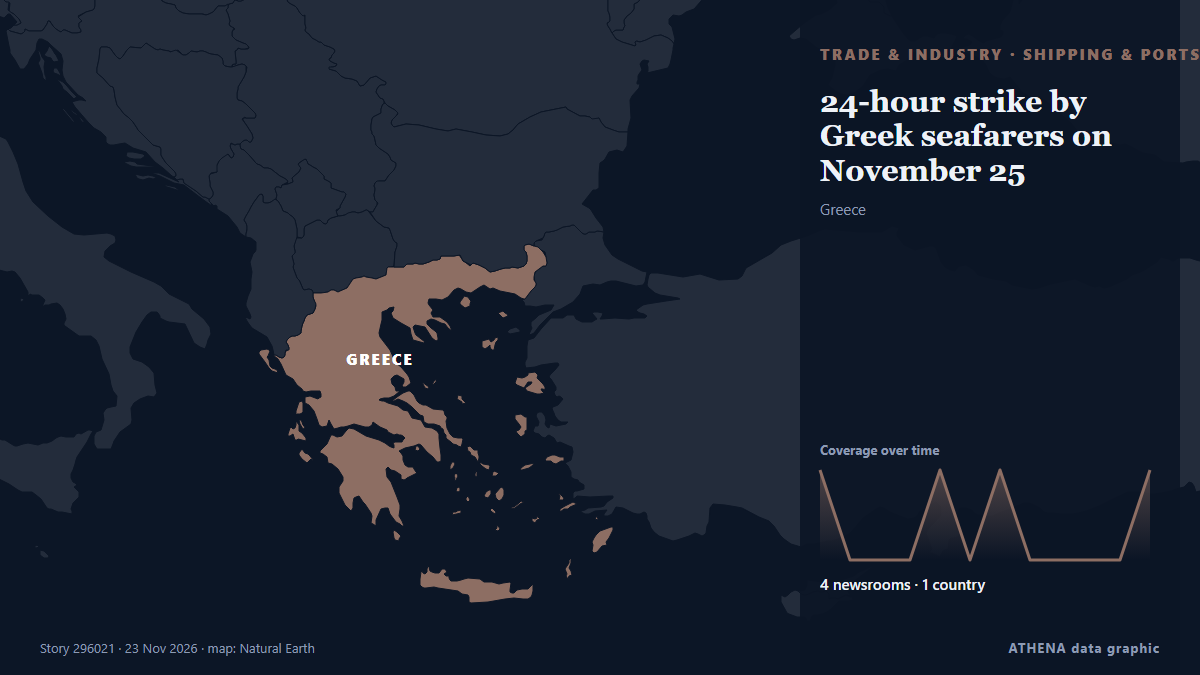 TRADE & INDUSTRY · SHIPPING & PORTS
24-hour strike by
Greek seafarers on
November 25
Greece
GREECE
Coverage over time
4 newsrooms · 1 country
Story 296021 · 23 Nov 2026 · map: Natural Earth
ATHENA data graphic